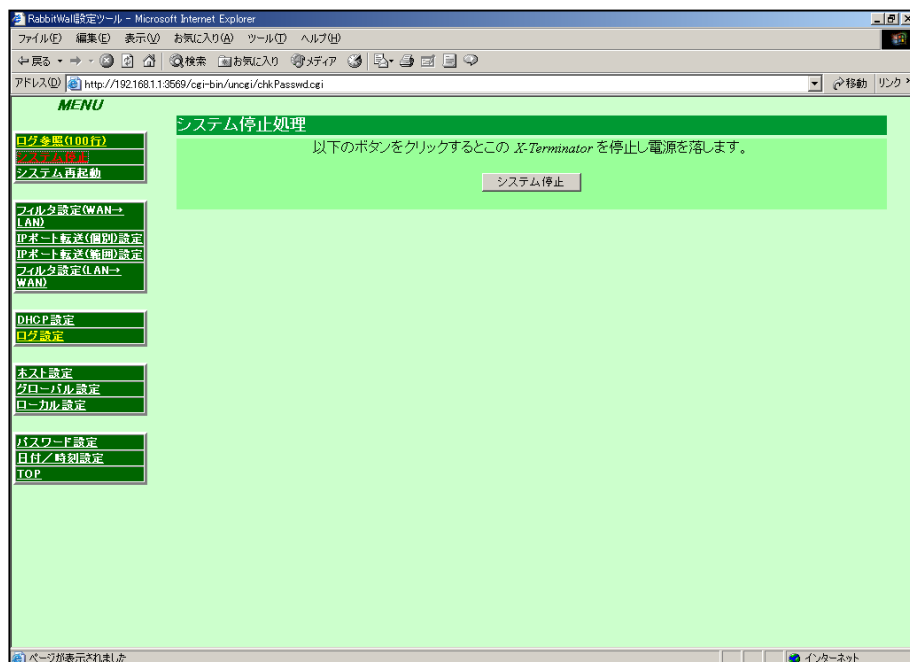 RabbitWall設定ツール - Microsoft Internet Explorer
ファイル(F) 編集(E) 表示(V) お気に入り(A) ツール(T) ヘルプ(H)
戻る 検索 お気に入り メディア
アドレス(D) http://192.168.1.1:3569/cgi-bin/uncgi/chkPasswd.cgi 移動 リンク »
MENU
ログ参照(100行)
システム停止
システム再起動
フィルタ設定(WAN→
LAN)
IPポート転送(個別)設定
IPポート転送(範囲)設定
フィルタ設定(LAN→
WAN)
DHCP設定
ログ設定
ホスト設定
グローバル設定
ローカル設定
パスワード設定
日付/時刻設定
TOP
システム停止処理
以下のボタンをクリックするとこの X-Terminator を停止し電源を落します。
システム停止
ページが表示されました インターネット